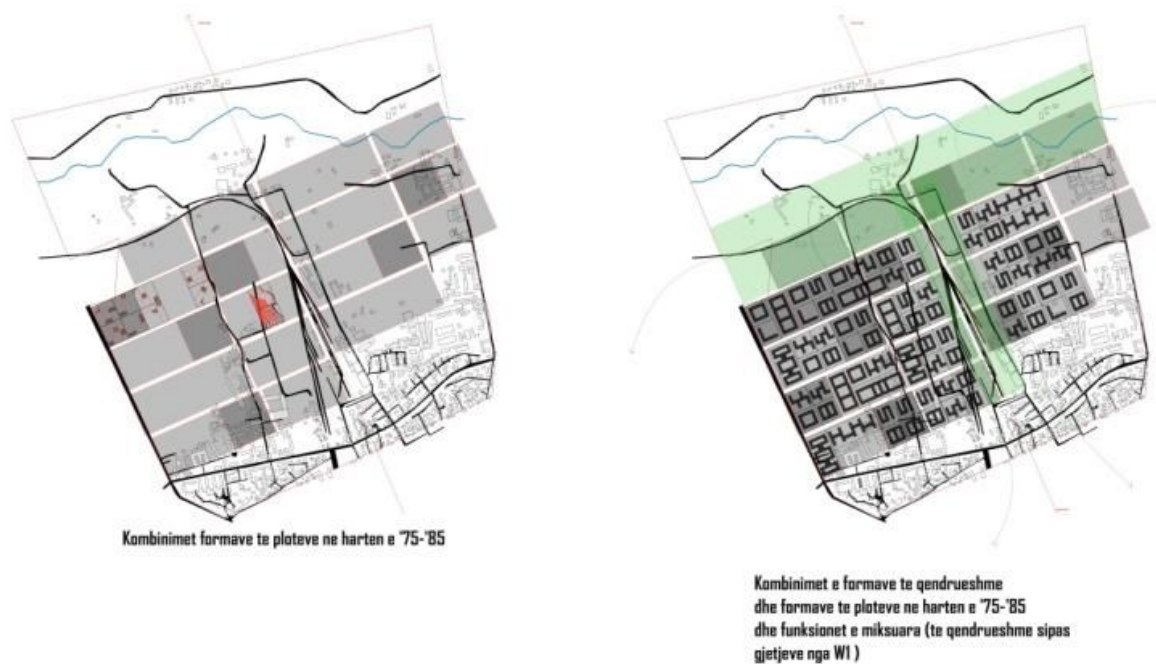 Kombinimet formave te ploteve ne harten e '75-'85
Kombinimet e formave te qendrueshme
dhe formave te ploteve ne harten e '75-'85
dhe funksionet e miksuara (te qendrueshme sipas
gjetjeve nga W1 )